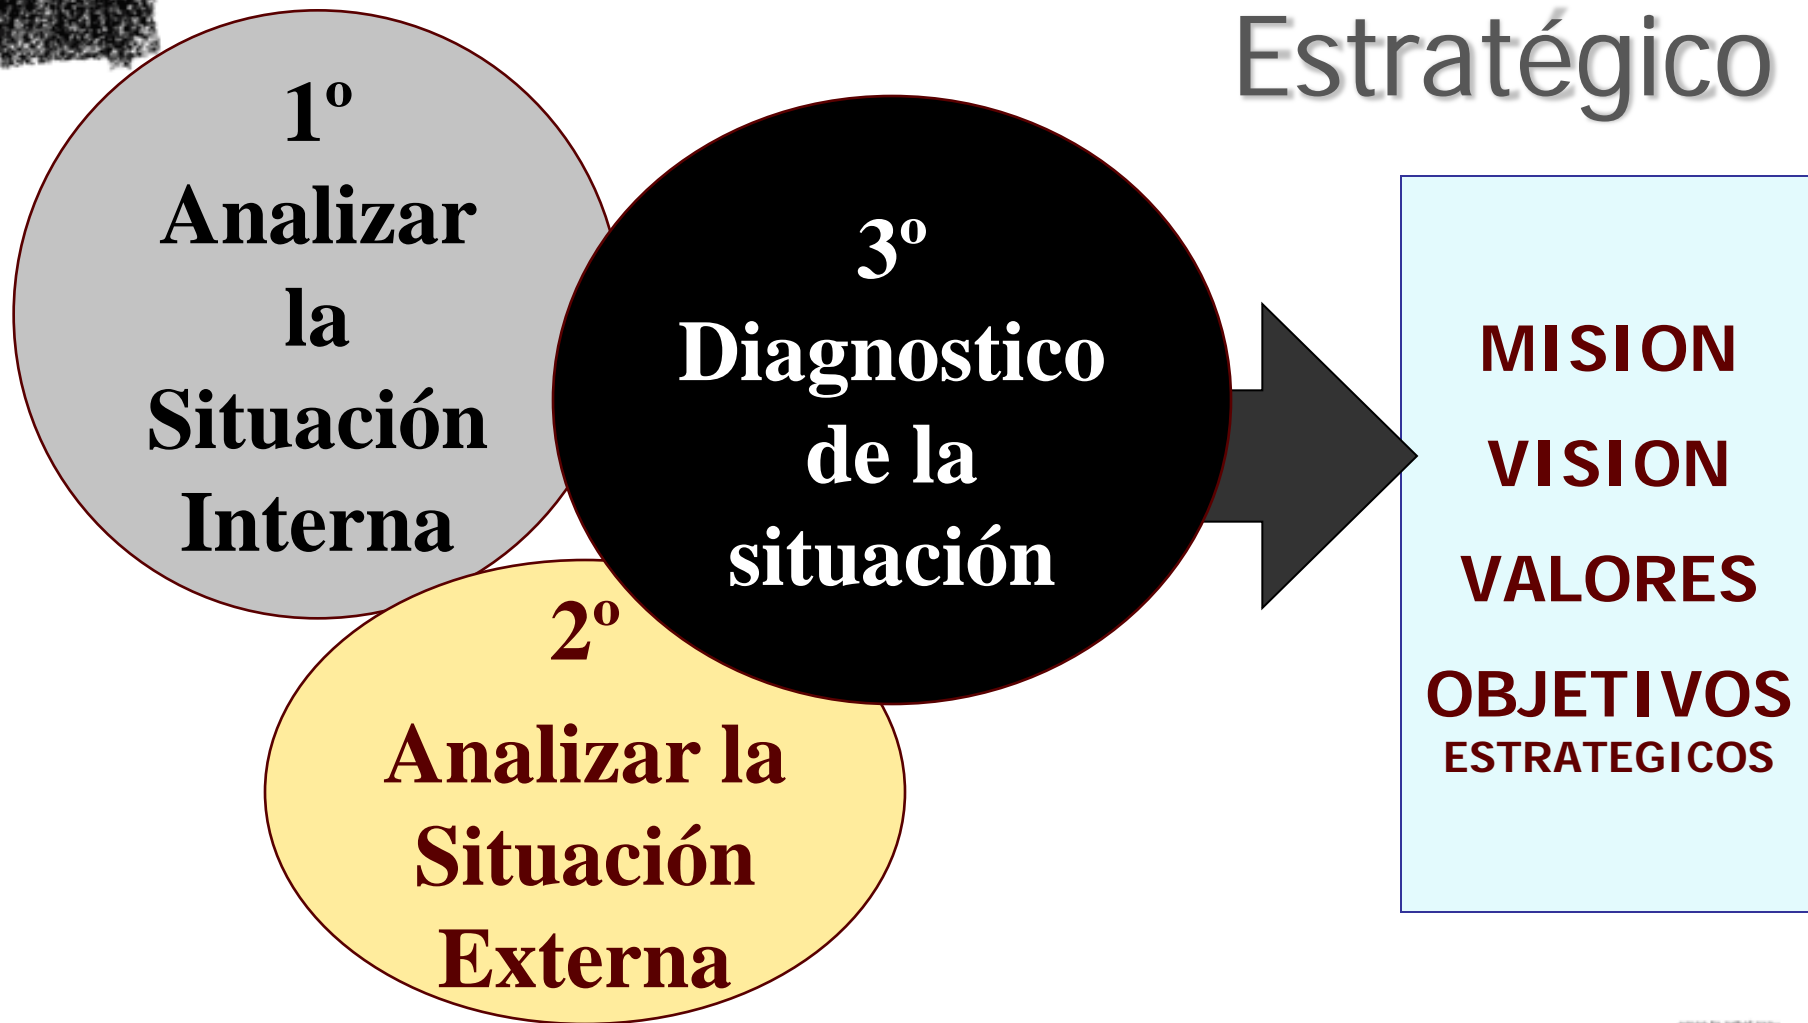 Estratégico
1º
Analizar
la
Situación
Interna
3º
Diagnostico
de la
situación
2º
Analizar la
Situación
Externa
MISION
VISION
VALORES
OBJETIVOS
ESTRATEGICOS